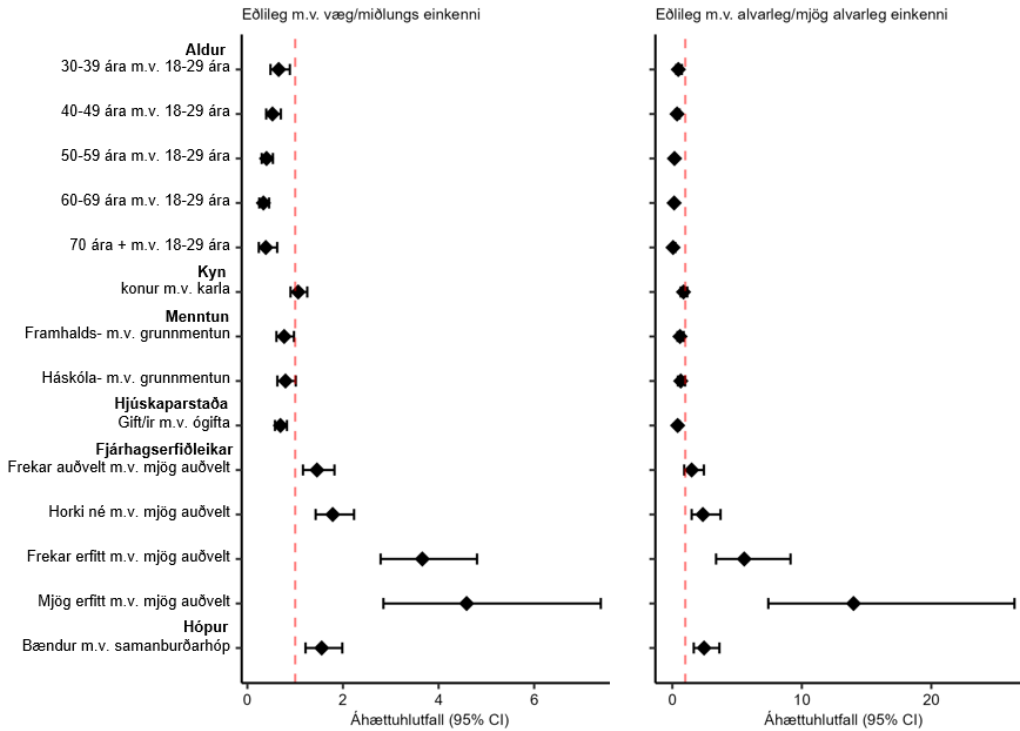 Eðlileg m.v. væg/miðlungs einkenni
Eðlileg m.v. alvarleg/mjög alvarleg einkenni
Aldur
30-39 ára m.v. 18-29 ára
40-49 ára m.v. 18-29 ára
50-59 ára m.v. 18-29 ára
60-69 ára m.v. 18-29 ára
70 ára + m.v. 18-29 ára
Kyn
konur m.v. karla
Menntun
Framhalds- m.v. grunnmentun
Háskóla- m.v. grunnmentun
Hjúskaparstaða
Gift/ir m.v. ógifta
Fjárhagserfiðleikar
Frekar auðvelt m.v. mjög auðvelt
Horki né m.v. mjög auðvelt
Frekar erfitt m.v. mjög auðvelt
Mjög erfitt m.v. mjög auðvelt
Hópur
Bændur m.v. samanburðarhóp
0 2 4 6
0 10 20
Áhættuhlutfall (95% CI)
Áhættuhlutfall (95% CI)